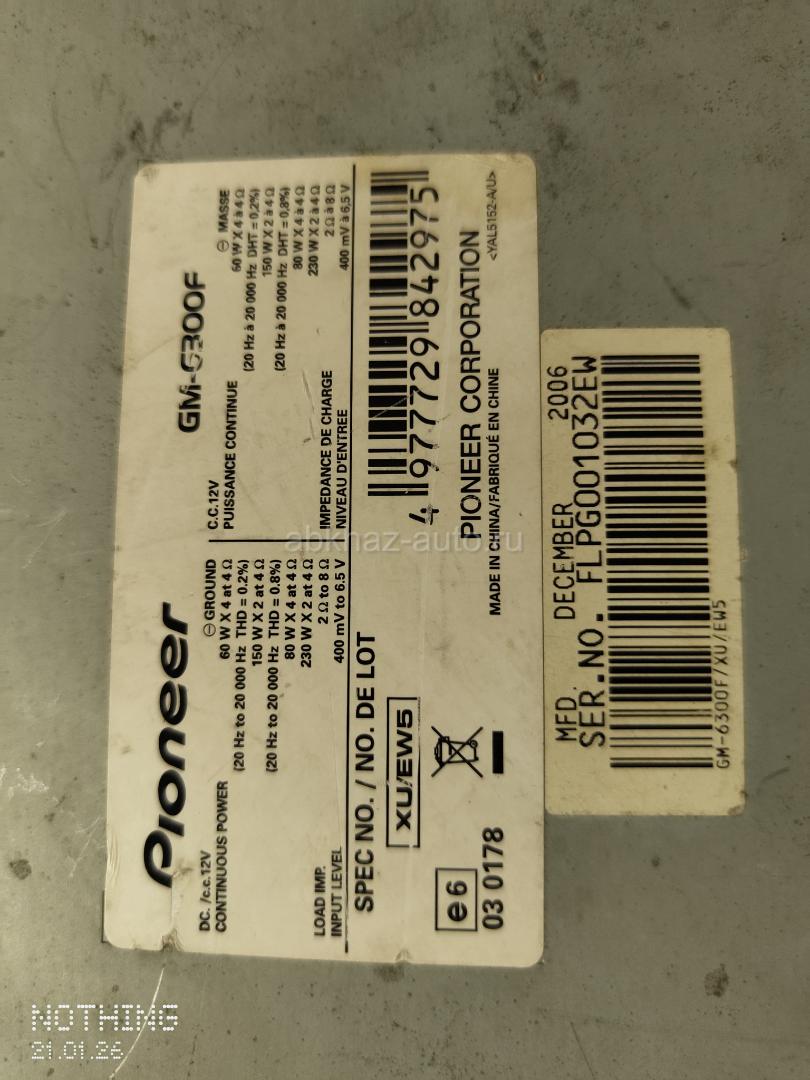 Pioneer
GM-6300F
DC. /c.c.12V
⊖ GROUND
CONTINUOUS POWER
60 W X 4 at 4 Ω
(20 Hz to 20 000 Hz THD = 0.2%)
150 W X 2 at 4 Ω
(20 Hz to 20 000 Hz THD = 0.8%)
80 W X 4 at 4 Ω
230 W X 2 at 4 Ω
LOAD IMP.
2 Ω to 8 Ω
INPUT LEVEL
400 mV to 6.5 V
C.C.12V
⊖ MASSE
PUISSANCE CONTINUE
60 W X 4 à 4 Ω
(20 Hz à 20 000 Hz DHT = 0,2%)
150 W X 2 à 4 Ω
(20 Hz à 20 000 Hz DHT = 0,8%)
80 W X 4 à 4 Ω
230 W X 2 à 4 Ω
IMPEDANCE DE CHARGE
2 Ω à 8 Ω
NIVEAU D'ENTREE
400 mV à 6,5 V
SPEC NO. / NO. DE LOT
XU/EW5
e6
03 0178
4 977729 842975
PIONEER CORPORATION
MADE IN CHINA/FABRIQUÉ EN CHINE
<YAL5152-A/U>
MFD. DECEMBER 2006
SER.NO. FLPG001032EW
GM-6300F/XU/EW5
abkhaz-auto.ru
NOTHING
21.01.26